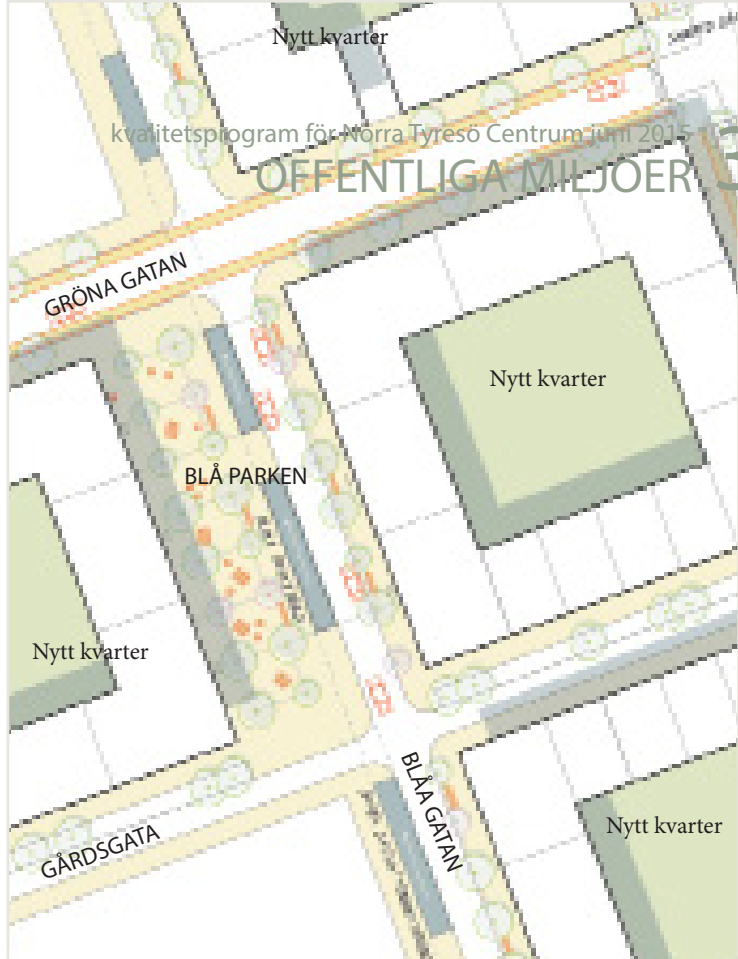 Nytt kvarter
kvalitetsprogram för Norra Tyresö Centrum juni 2015
OFFENTLIGA MILJÖER
GRÖNA GATAN
Nytt kvarter
BLÅ PARKEN
Nytt kvarter
BLÅA GATAN
Nytt kvarter
GÅRDSGATA